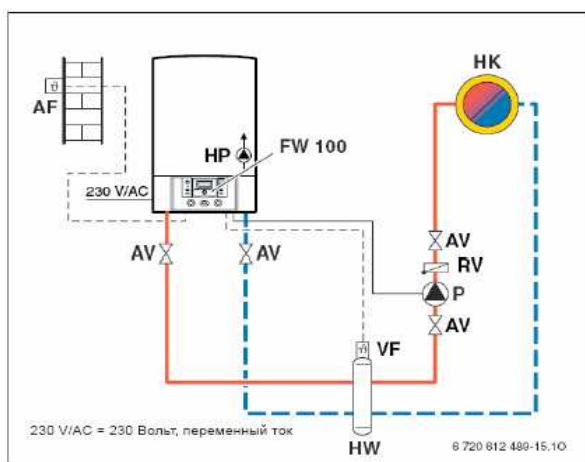 HK
AF
FW 100
HP
230 V/AC
AV
AV
AV
RV
P
AV
VF
HW
230 V/AC = 230 Вольт, переменный ток
6 720 612 489-15.1O